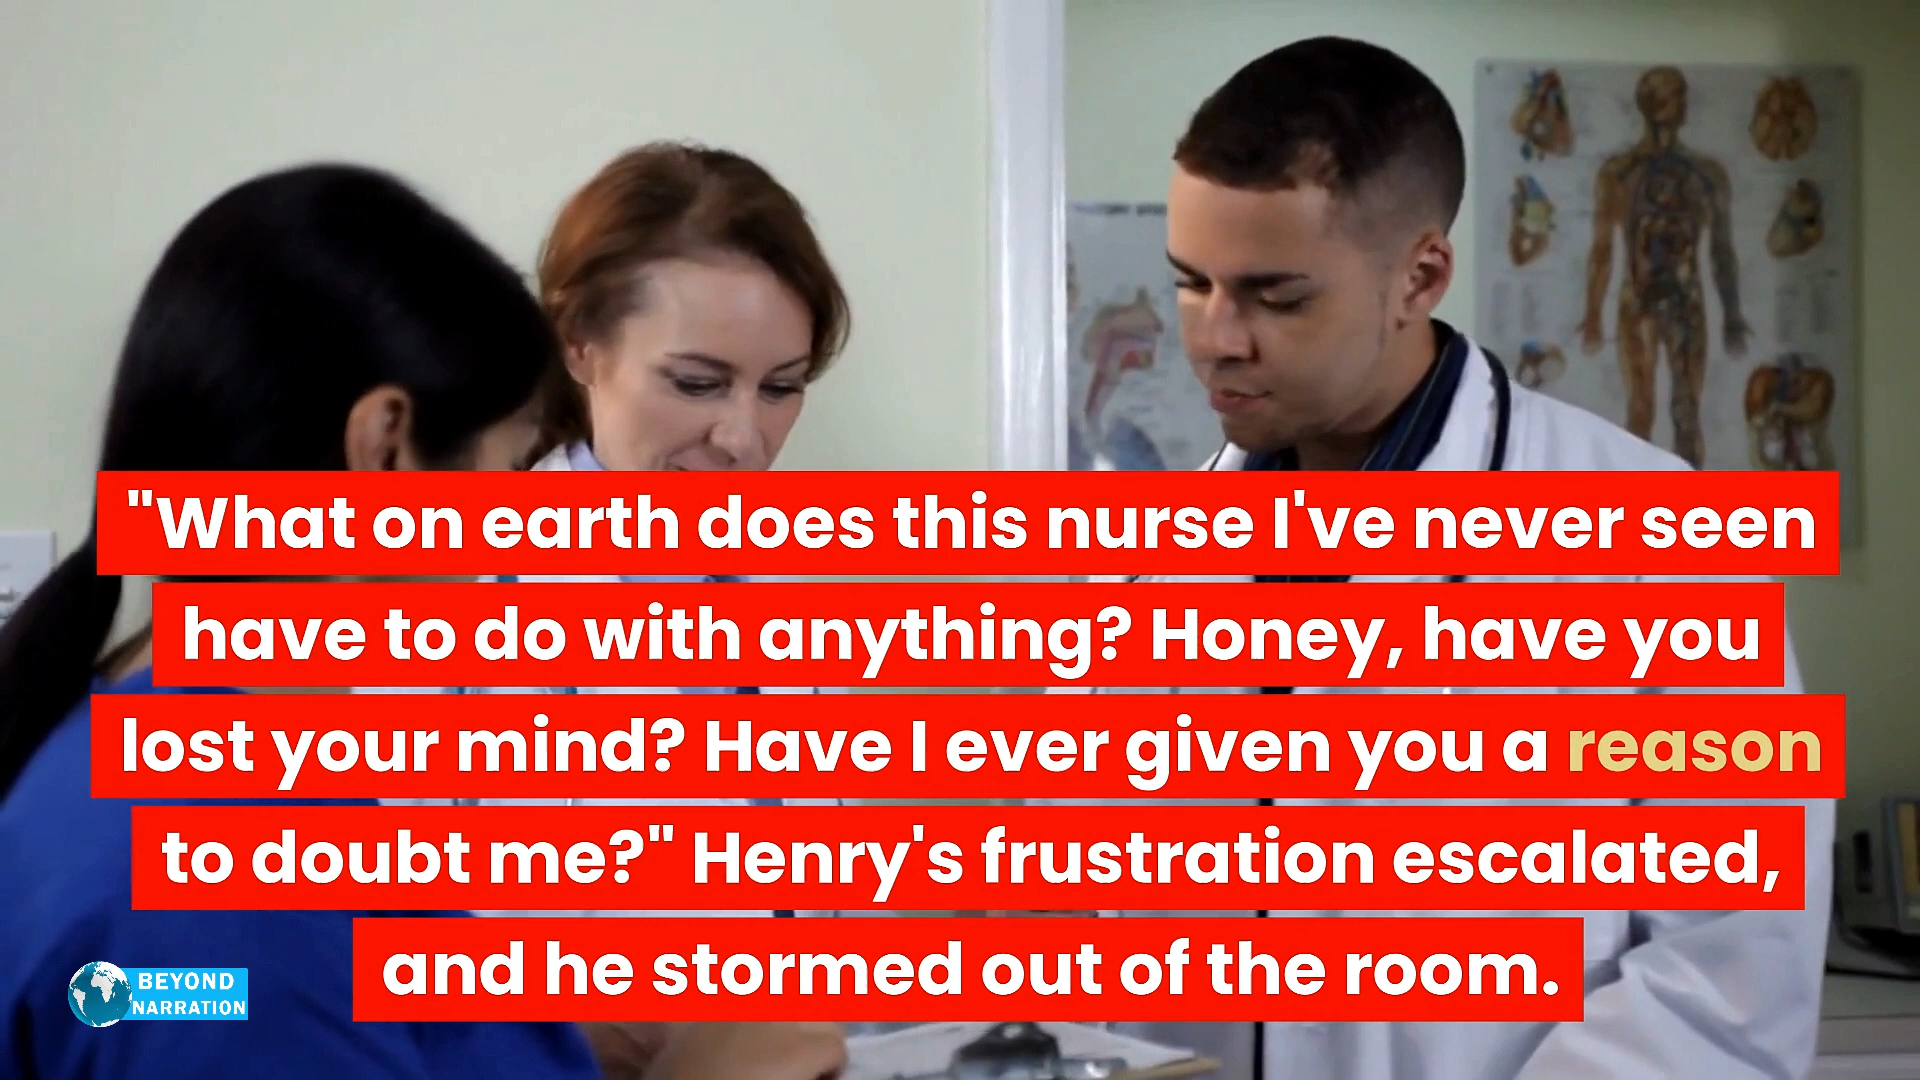 "What on earth does this nurse I've never seen
have to do with anything? Honey, have you
lost your mind? Have I ever given you a reason
to doubt me?" Henry's frustration escalated,
and he stormed out of the room.
BEYOND
NARRATION